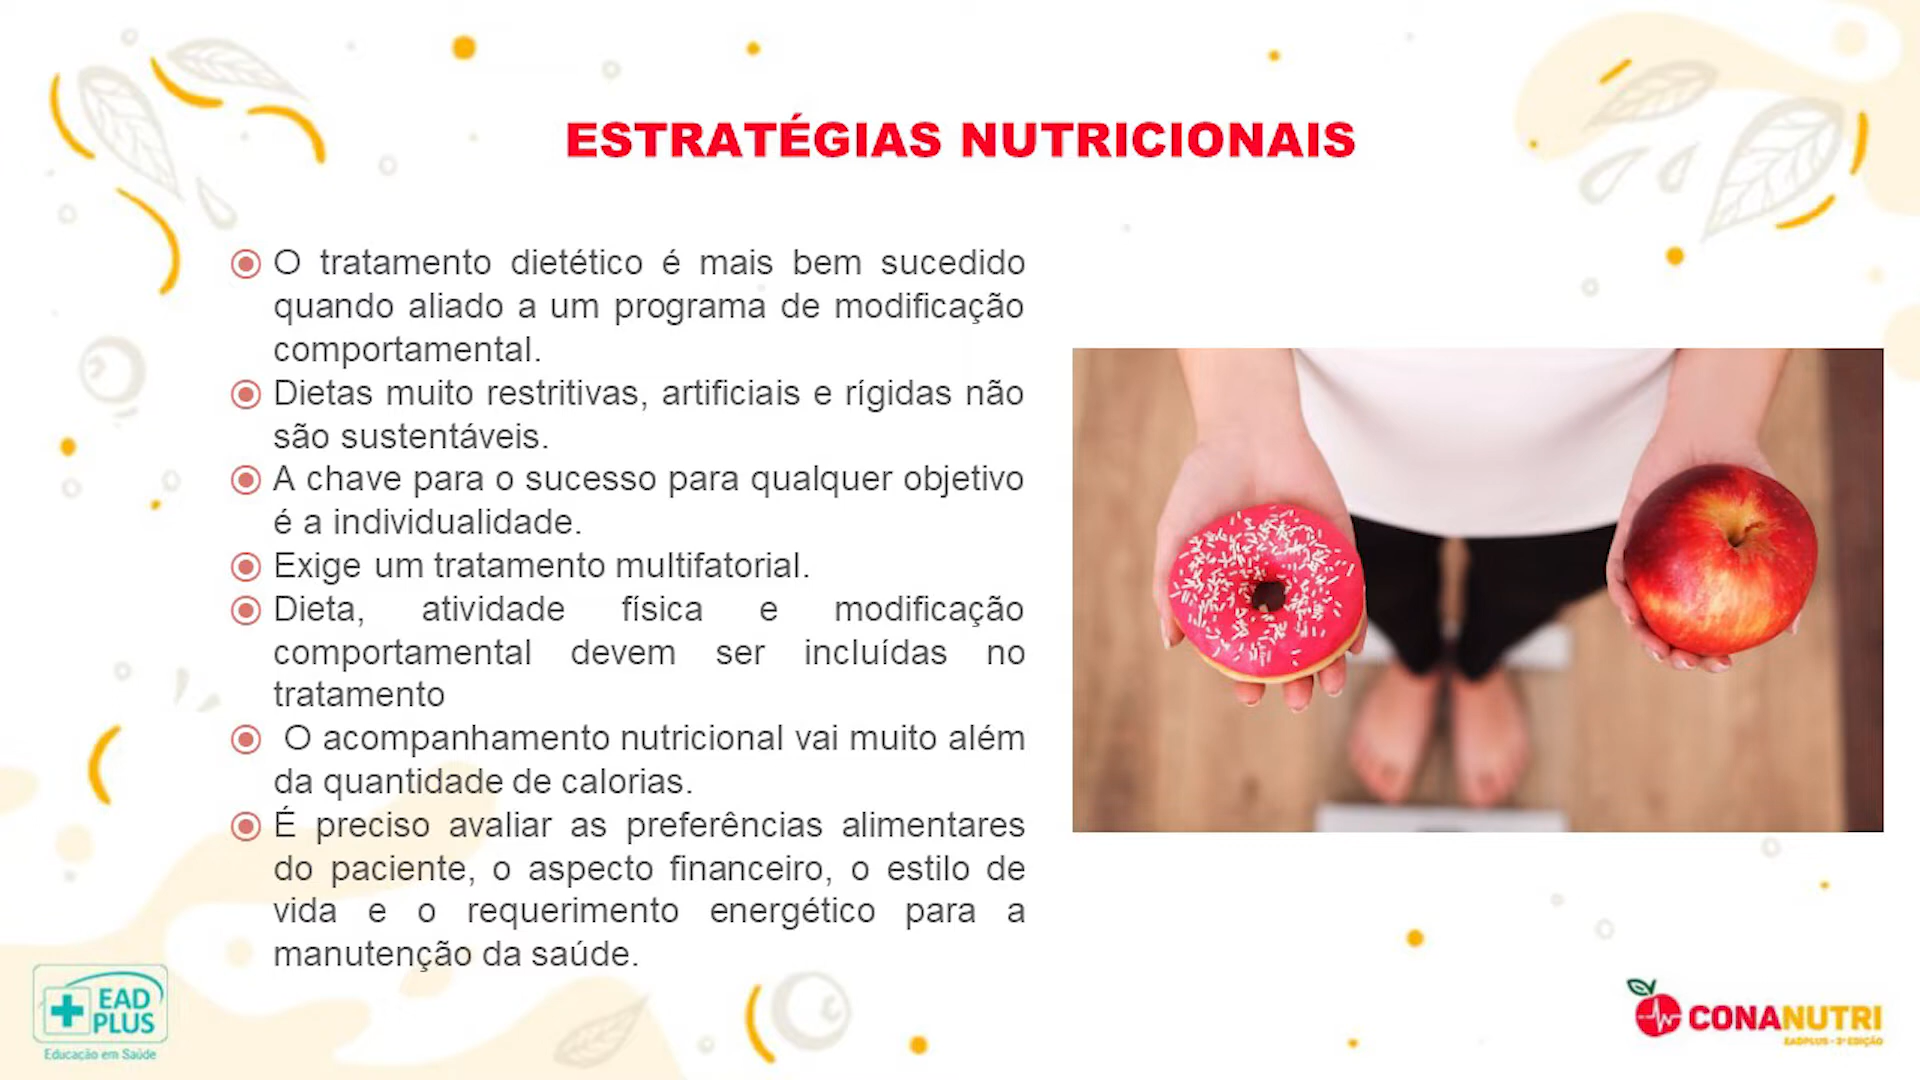 ESTRATÉGIAS NUTRICIONAIS
O tratamento dietético é mais bem sucedido
quando aliado a um programa de modificação
comportamental.
Dietas muito restritivas, artificiais e rígidas não
são sustentáveis.
A chave para o sucesso para qualquer objetivo
é a individualidade.
Exige um tratamento multifatorial.
Dieta, atividade física e modificação
comportamental devem ser incluídas no
tratamento
O acompanhamento nutricional vai muito além
da quantidade de calorias.
É preciso avaliar as preferências alimentares
do paciente, o aspecto financeiro, o estilo de
vida e o requerimento energético para a
manutenção da saúde.
EAD
PLUS
Educação em Saúde
CONANUTRI
EADPLUS - 3ª EDIÇÃO